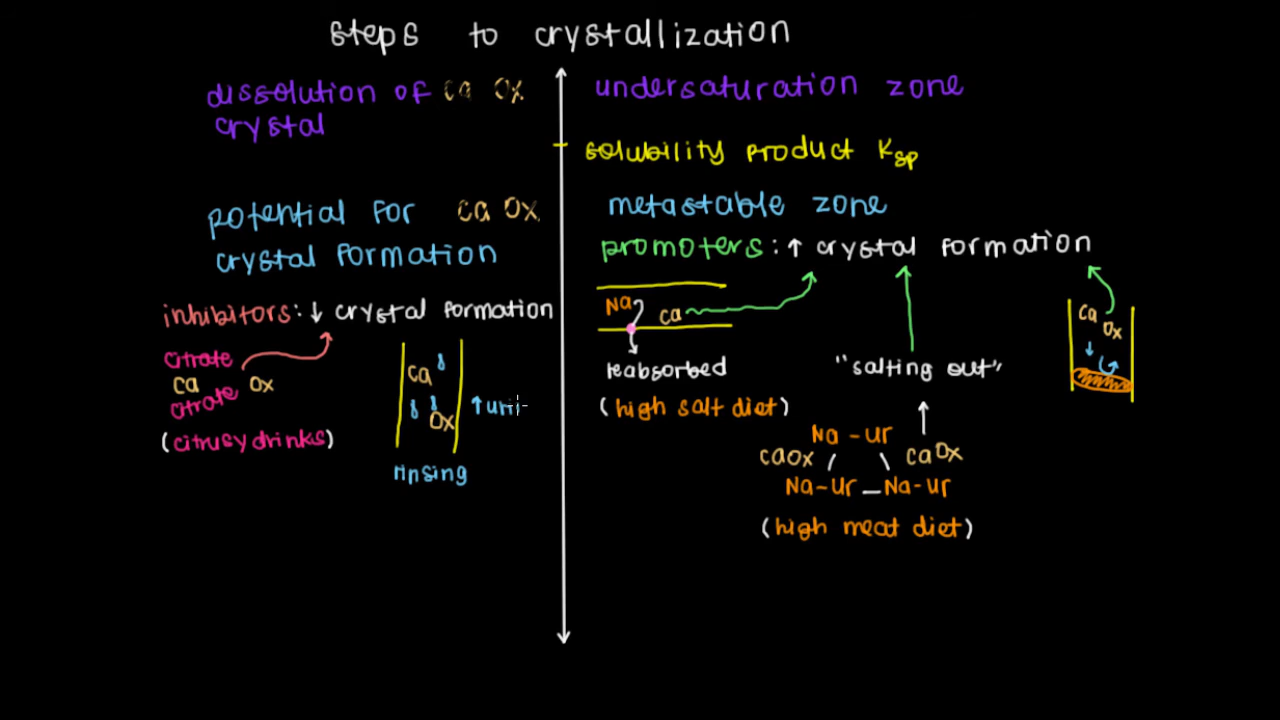 steps to crystallization
dissolution of ca Ox
crystal
undersaturation zone
solubility product Ksp
potential for ca Ox
crystal formation
metastable zone
promoters: ↑ crystal formation
inhibitors: ↓ crystal formation
citrate
ca Ox
citrate
(citrusy drinks)
ca
Ox
rinsing
↑ uri
Na ca
reabsorbed
(high salt diet)
"salting out"
Na - ur
caox caOx
Na-Ur — Na-ur
(high meat diet)
ca
Ox